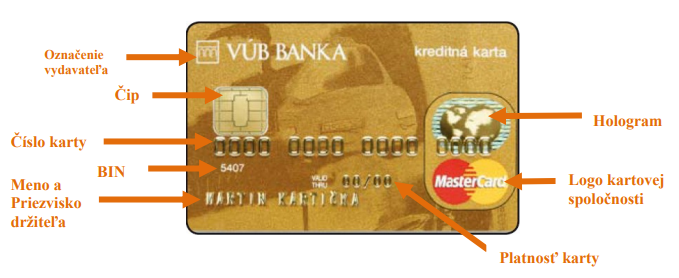 Označenie
vydavateľa
VÚB BANKA
kreditná karta
Čip
Hologram
Číslo karty
0000 0000 0000 0000
BIN
5407
Meno a
Priezvisko
držiteľa
VALID
THRU
00/00
MARTIN KARTIČKA
MasterCard
Logo kartovej
spoločnosti
Platnosť karty